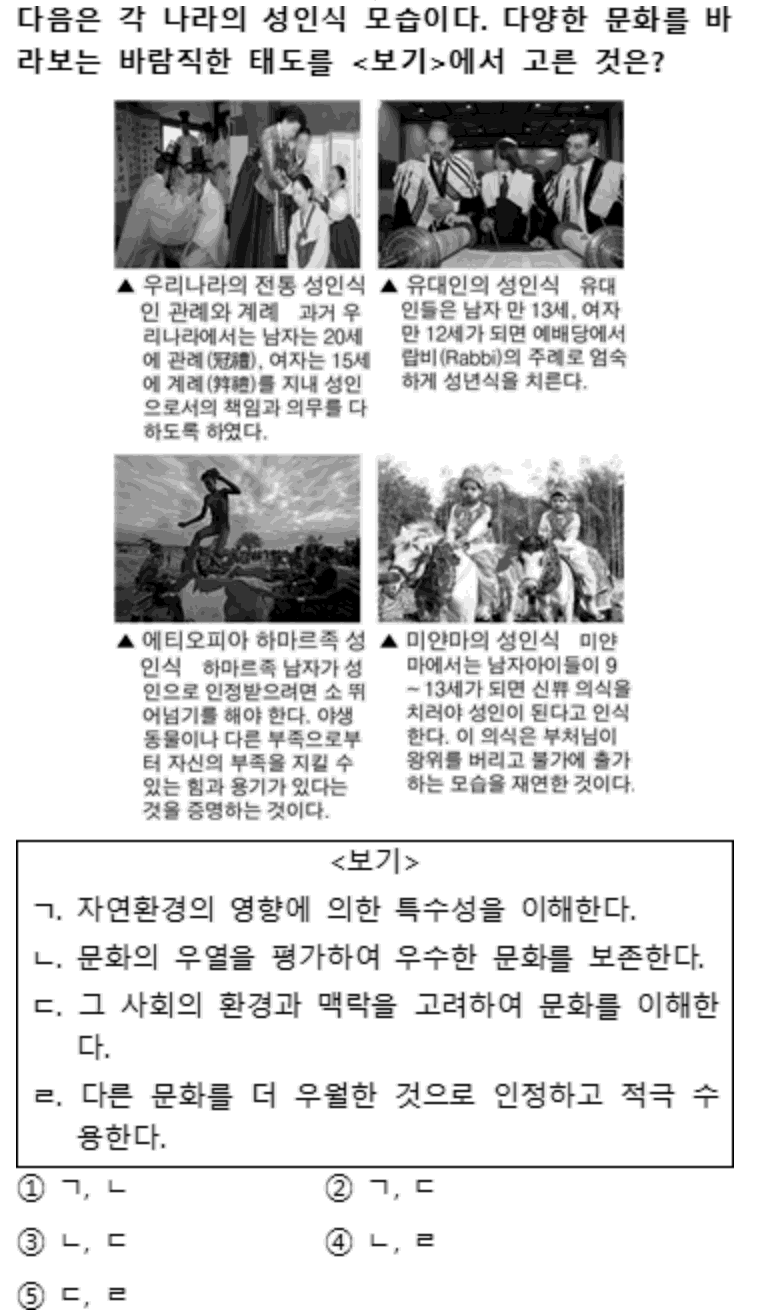 다음은 각 나라의 성인식 모습이다. 다양한 문화를 바
라보는 바람직한 태도를 <보기>에서 고른 것은?
▲ 우리나라의 전통 성인식
인 관례와 계례 과거 우
리나라에서는 남자는 20세
에 관례(冠禮), 여자는 15세
에 계례(筓禮)를 지내 성인
으로서의 책임과 의무를 다
하도록 하였다.
▲ 유대인의 성인식 유대
인들은 남자 만 13세, 여자
만 12세가 되면 예배당에서
랍비(Rabbi)의 주례로 엄숙
하게 성년식을 치른다.
▲ 에티오피아 하마르족 성
인식 하마르족 남자가 성
인으로 인정받으려면 소 뛰
어넘기를 해야 한다. 야생
동물이나 다른 부족으로부
터 자신의 부족을 지킬 수
있는 힘과 용기가 있다는
것을 증명하는 것이다.
▲ 미얀마의 성인식 미얀
마에서는 남자아이들이 9
~13세가 되면 의식을
치러야 성인이 된다고 인식
한다. 이 의식은 부처님이
왕위를 버리고 불가에 출가
하는 모습을 재연한 것이다.
<보기>
ㄱ. 자연환경의 영향에 의한 특수성을 이해한다.
ㄴ. 문화의 우열을 평가하여 우수한 문화를 보존한다.
ㄷ. 그 사회의 환경과 맥락을 고려하여 문화를 이해한
다.
ㄹ. 다른 문화를 더 우월한 것으로 인정하고 적극 수
용한다.
① ㄱ, ㄴ
② ㄱ, ㄷ
③ ㄴ, ㄷ
④ ㄴ, ㄹ
⑤ ㄷ, ㄹ